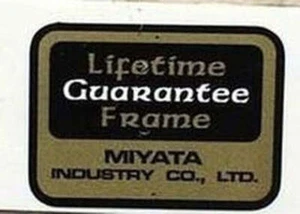 Lifetime
Guarantee
Frame
MIYATA
INDUSTRY CO., LTD.